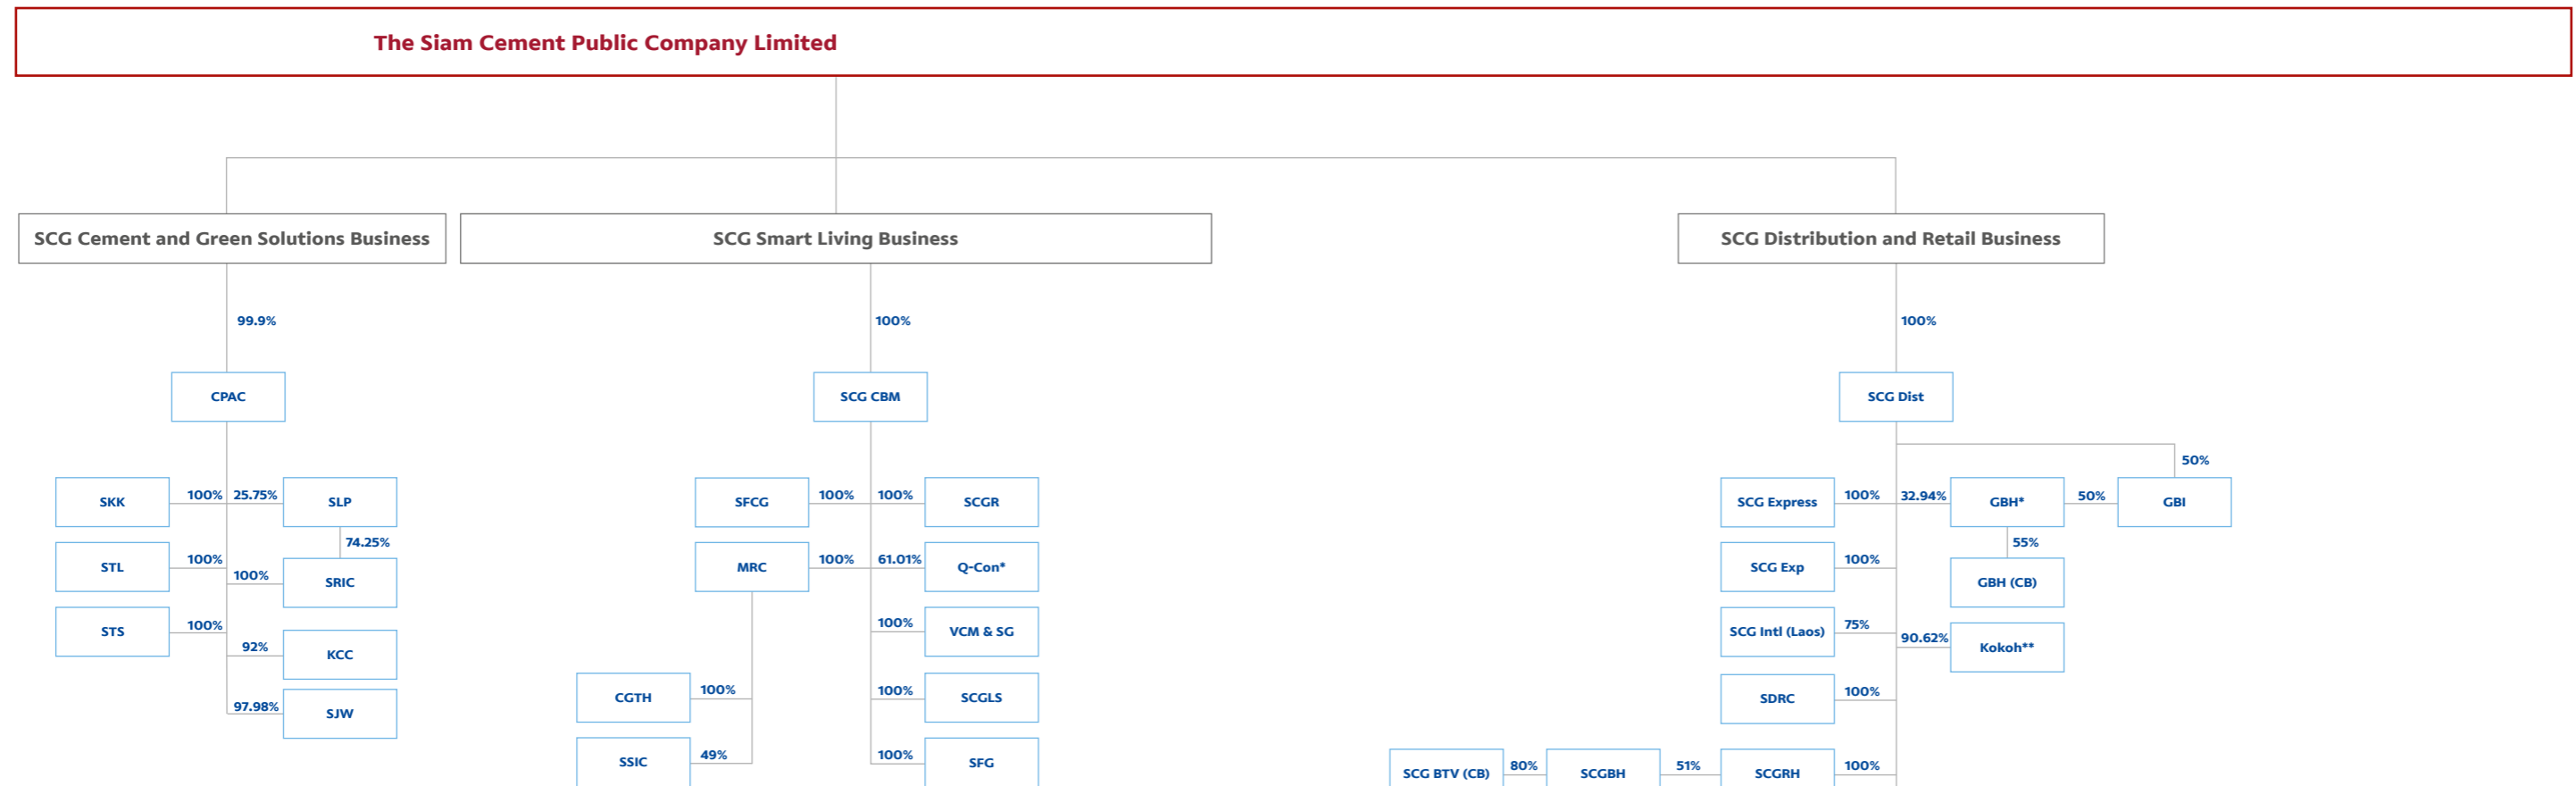 The Siam Cement Public Company Limited
SCG Cement and Green Solutions Business
SCG Smart Living Business
SCG Distribution and Retail Business
99.9%
100%
100%
CPAC
SCG CBM
SCG Dist
50%
SKK
100%
25.75%
SLP
SFCG
100%
100%
SCGR
SCG Express
100%
32.94%
GBH*
50%
GBI
74.25%
55%
STL
100%
MRC
100%
61.01%
Q-Con*
SCG Exp
100%
100%
SRIC
GBH (CB)
STS
100%
100%
VCM & SG
SCG Intl (Laos)
75%
90.62%
Kokoh**
92%
KCC
CGTH
100%
100%
SCGLS
SDRC
100%
97.98%
SJW
SSIC
49%
100%
SFG
SCG BTV (CB)
80%
SCGBH
51%
SCGRH
100%